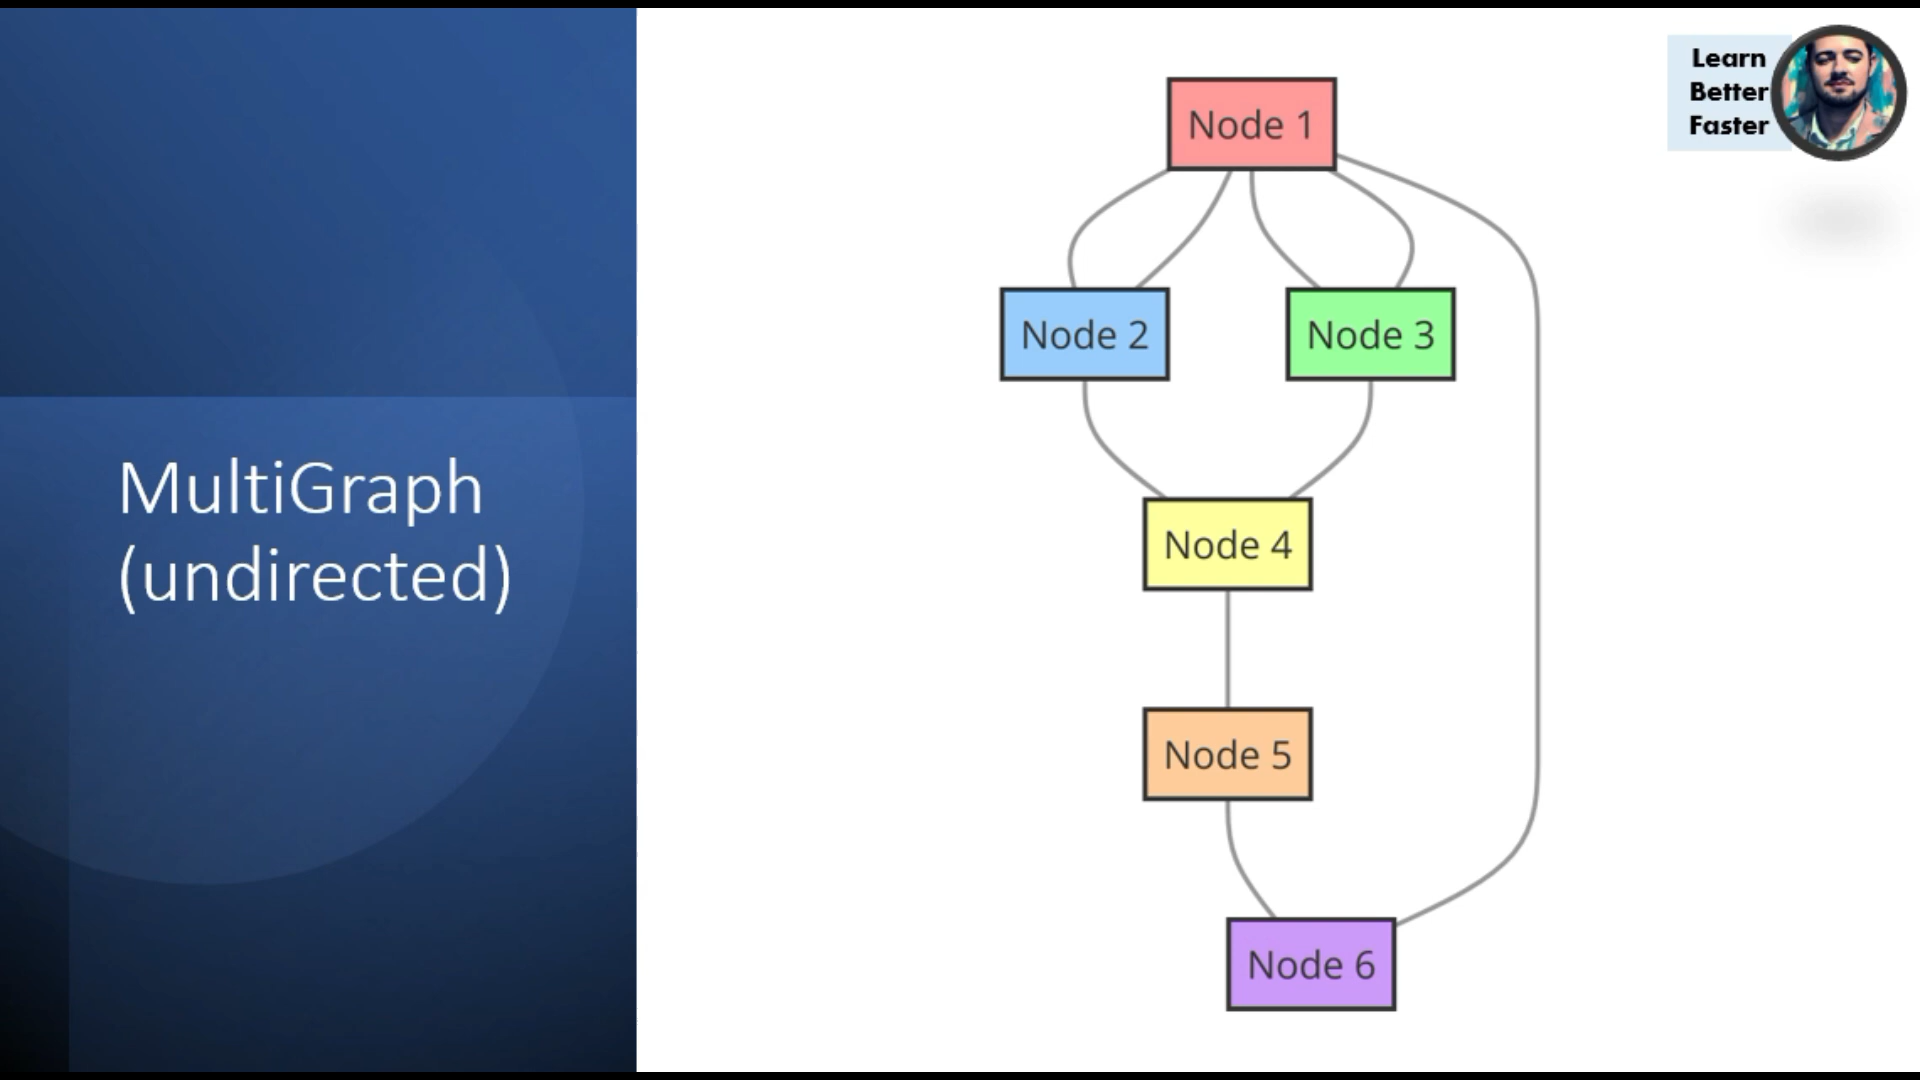 MultiGraph
(undirected)
Node 1
Node 2
Node 3
Node 4
Node 5
Node 6
Learn
Better
Faster